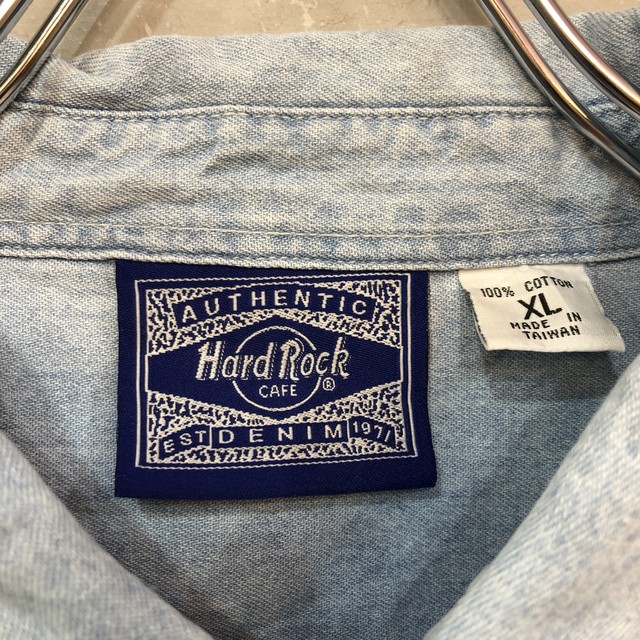 AUTHENTIC
Hard Rock
CAFE ®
EST DENIM 1971
100% COTTON
XL
MADE IN
TAIWAN